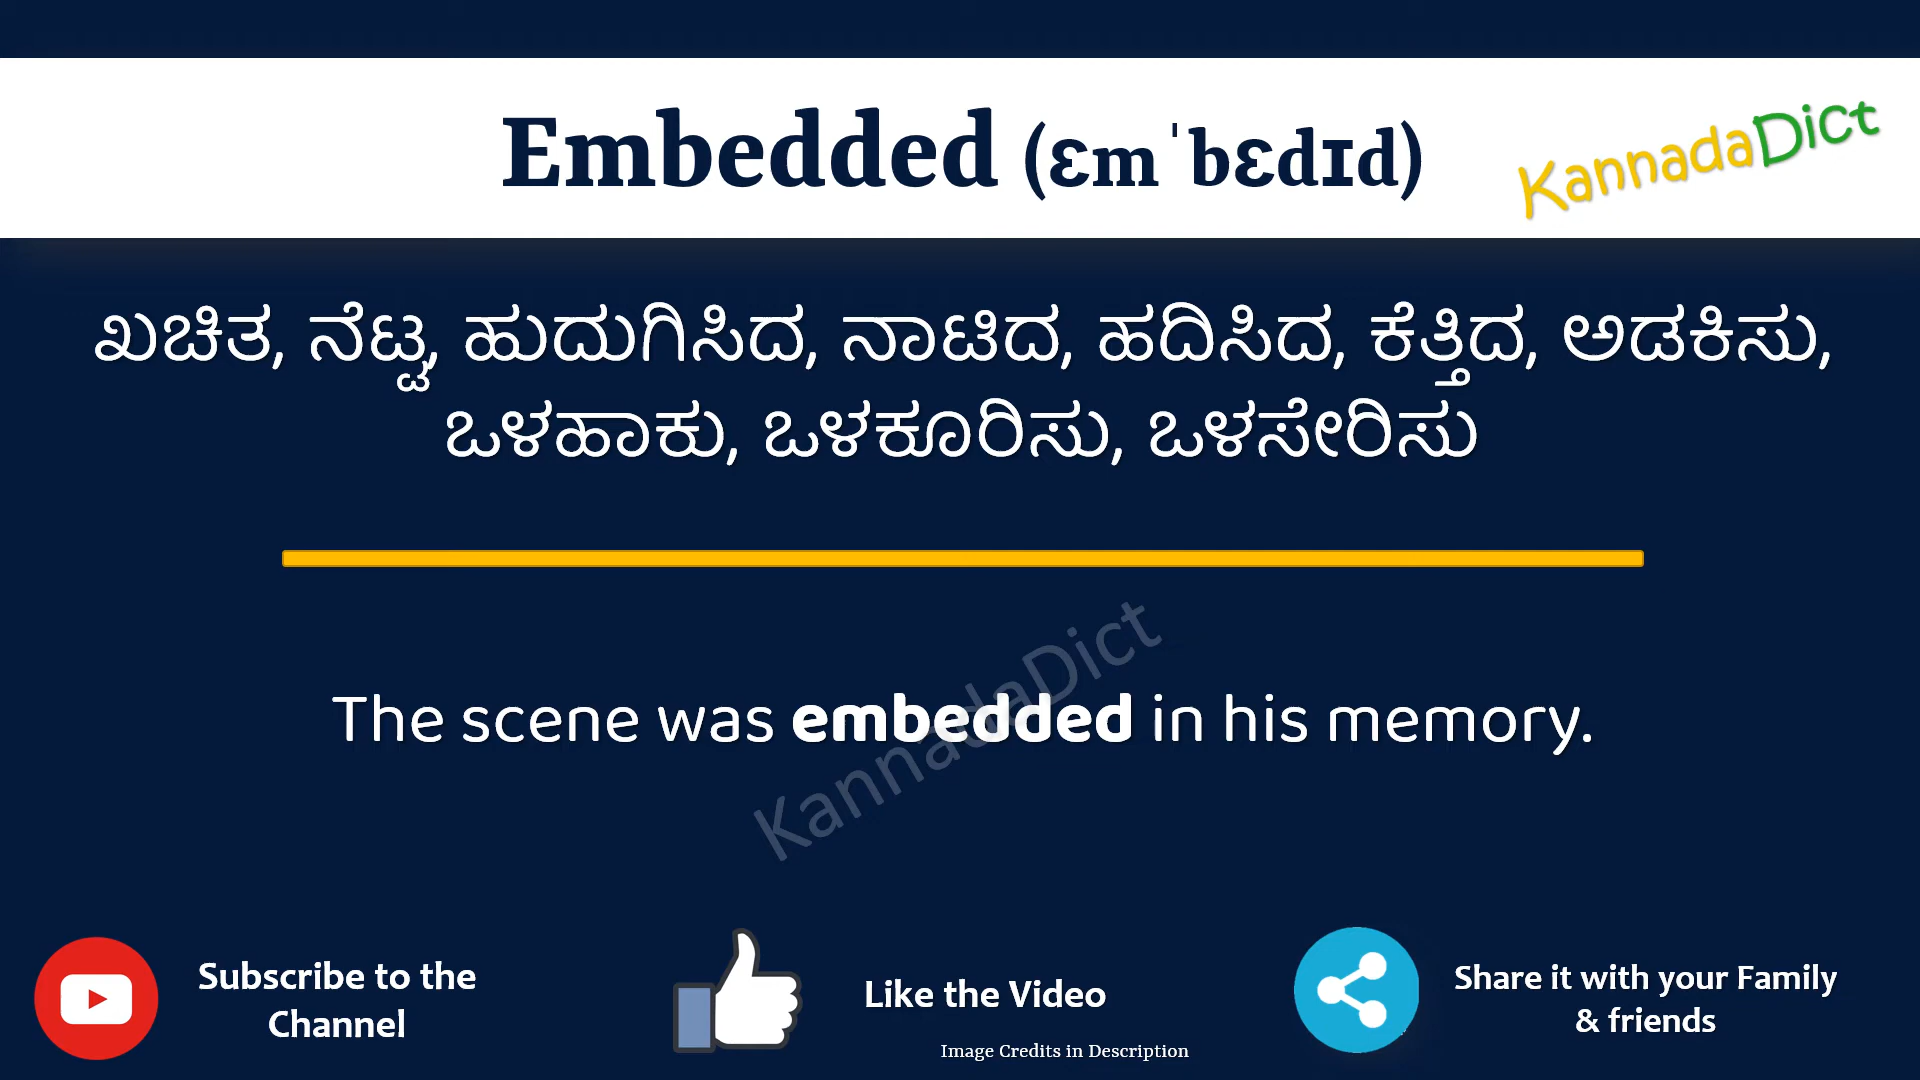 Embedded (ɛmˈbɛdɪd)
KannadaDict
ಖಚಿತ, ನೆಟ್ಟ, ಹುದುಗಿಸಿದ, ನಾಟಿದ, ಹದಿಸಿದ, ಕೆತ್ತಿದ, ಅಡಕಿಸು,
ಒಳಹಾಕು, ಒಳಕೂರಿಸು, ಒಳಸೇರಿಸು
The scene was embedded in his memory.
KannadaDict
Subscribe to the
Channel
Like the Video
Image Credits in Description
Share it with your Family
& friends